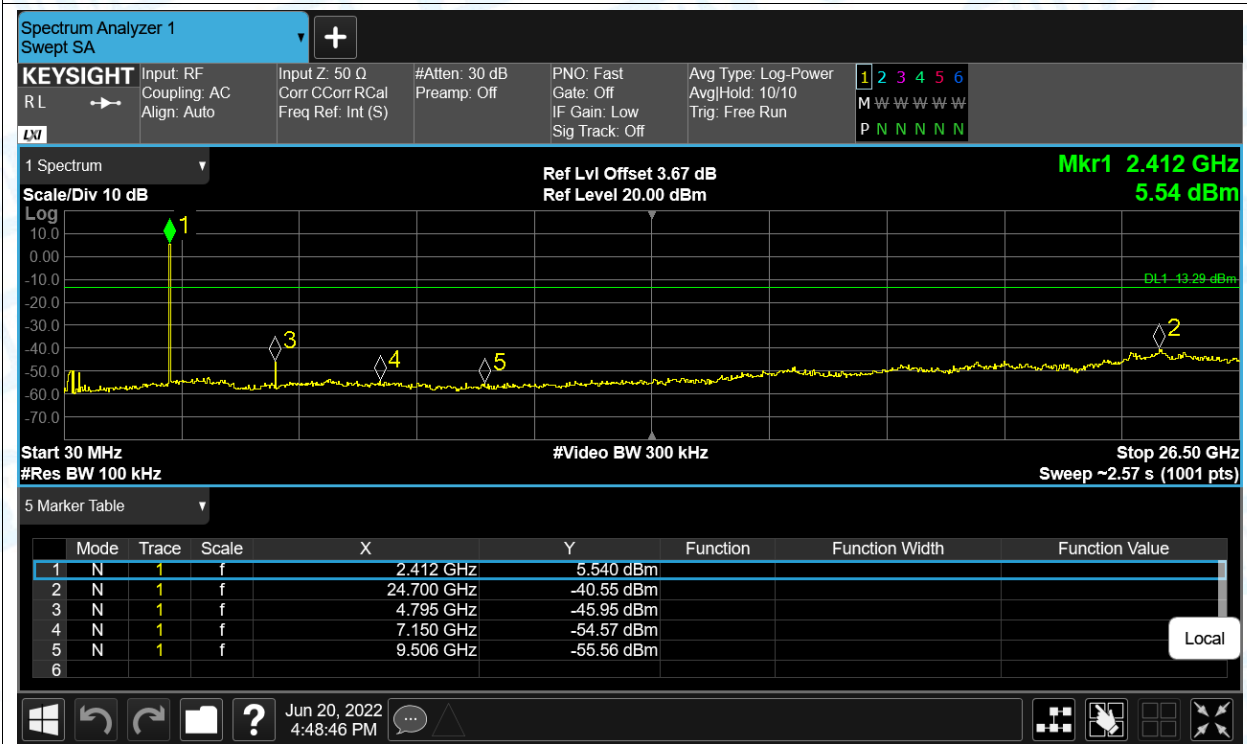 Spectrum Analyzer 1
Swept SA
KEYSIGHT
RL
LXI
Input: RF
Coupling: AC
Align: Auto
Input Z: 50 Ω
Corr CCorr RCal
Freq Ref: Int (S)
#Atten: 30 dB
Preamp: Off
PNO: Fast
Gate: Off
IF Gain: Low
Sig Track: Off
Avg Type: Log-Power
Avg|Hold: 10/10
Trig: Free Run
1 2 3 4 5 6
M W W W W W W
P N N N N N
1 Spectrum
Scale/Div 10 dB
Ref Lvl Offset 3.67 dB
Ref Level 20.00 dBm
Mkr1 2.412 GHz
5.54 dBm
Log
10.0
0.00
-10.0
-20.0
-30.0
-40.0
-50.0
-60.0
-70.0
1
3
4
5
2
DL1 -13.29 dBm
Start 30 MHz
#Res BW 100 kHz
#Video BW 300 kHz
Stop 26.50 GHz
Sweep ~2.57 s (1001 pts)
5 Marker Table
Mode Trace Scale X Y Function Function Width Function Value
1 N 1 f 2.412 GHz 5.540 dBm
2 N 1 f 24.700 GHz -40.55 dBm
3 N 1 f 4.795 GHz -45.95 dBm
4 N 1 f 7.150 GHz -54.57 dBm
5 N 1 f 9.506 GHz -55.56 dBm
6
Local
?
Jun 20, 2022
4:48:46 PM